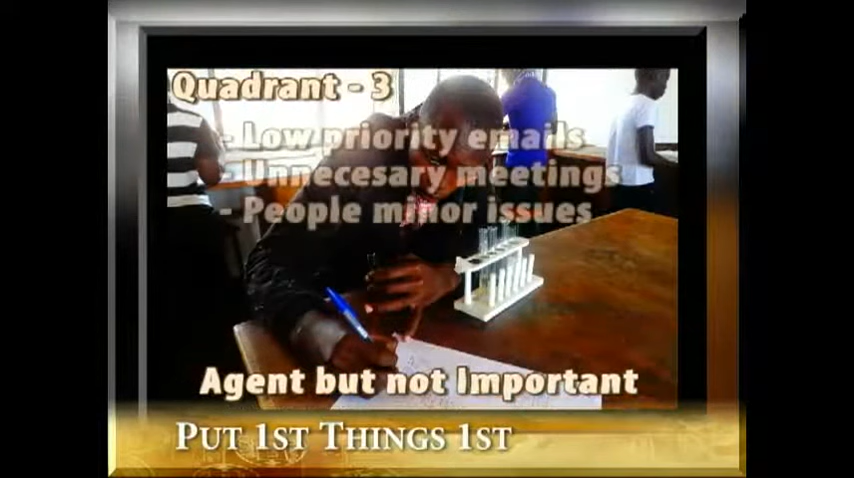 Quadrant - 3
- Low priority emails
- Unnecesary meetings
- People minor issues
Agent but not Important
PUT 1ST THINGS 1ST